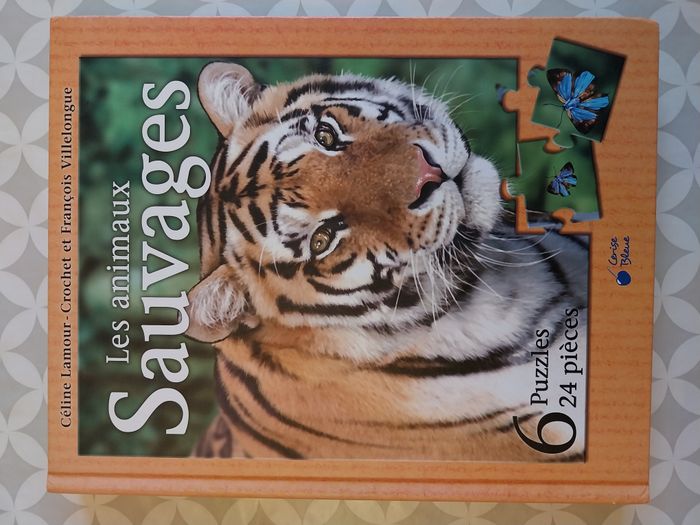 Céline Lamour-Crochet et François Villelongue
Les animaux
Sauvages
6 Puzzles
24 pièces
Cerise
Bleue